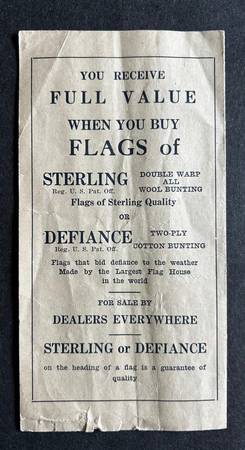 YOU RECEIVE
FULL VALUE
WHEN YOU BUY
FLAGS of
STERLING DOUBLE WARP
ALL
Reg. U. S. Pat. Off. WOOL BUNTING
Flags of Sterling Quality
OR
DEFIANCE TWO-PLY
Reg. U. S. Pat. Off. COTTON BUNTING
Flags that bid defiance to the weather
Made by the Largest Flag House
in the world
FOR SALE BY
DEALERS EVERYWHERE
STERLING or DEFIANCE
on the heading of a flag is a guarantee of
quality